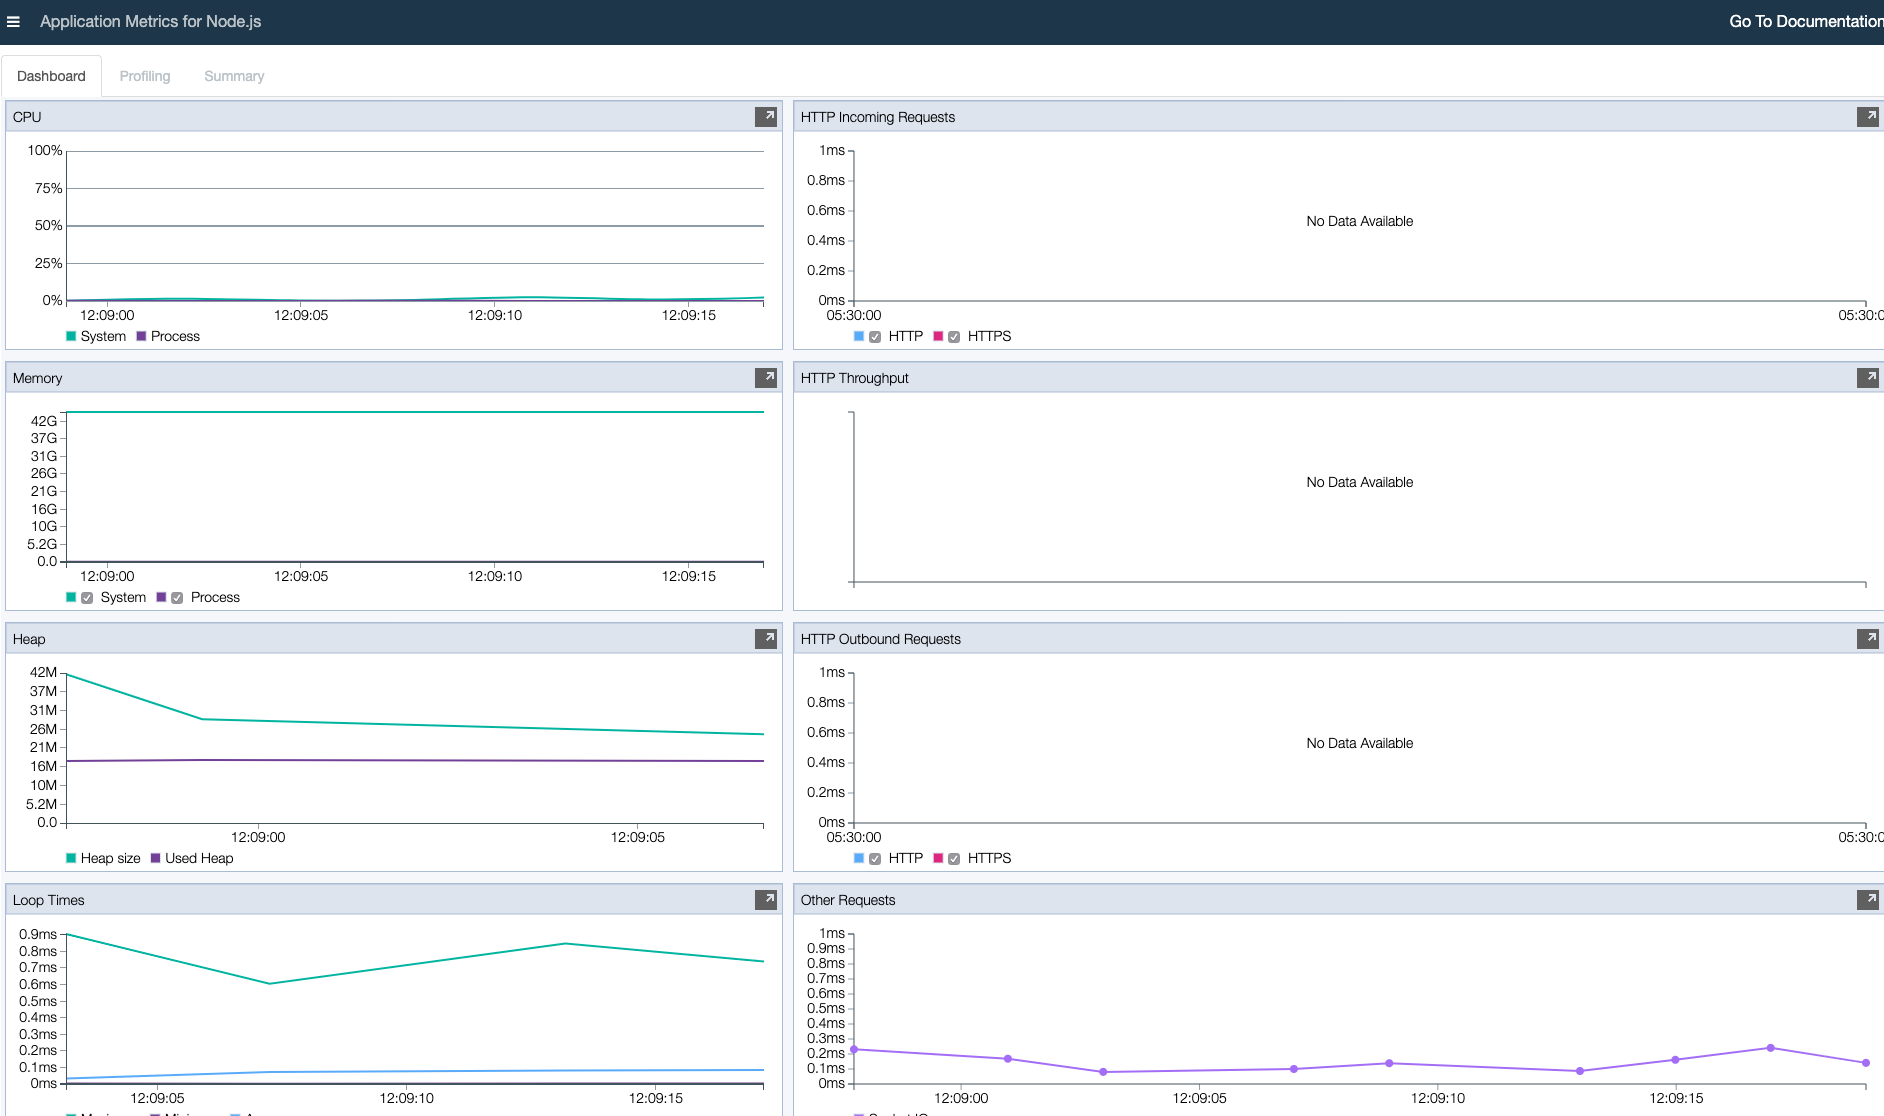 Application Metrics for Node.js
Go To Documentation
Dashboard
Profiling
Summary
CPU
100%
75%
50%
25%
0%
12:09:00
12:09:05
12:09:10
12:09:15
System
Process
HTTP Incoming Requests
1ms
0.8ms
0.6ms
0.4ms
0.2ms
0ms
No Data Available
05:30:00
05:30:0
HTTP
HTTPS
Memory
42G
37G
31G
26G
21G
16G
10G
5.2G
0.0
12:09:00
12:09:05
12:09:10
12:09:15
System
Process
HTTP Throughput
No Data Available
Heap
42M
37M
31M
26M
21M
16M
10M
5.2M
0.0
12:09:00
12:09:05
Heap size
Used Heap
HTTP Outbound Requests
1ms
0.8ms
0.6ms
0.4ms
0.2ms
0ms
No Data Available
05:30:00
05:30:0
HTTP
HTTPS
Loop Times
0.9ms
0.8ms
0.7ms
0.6ms
0.5ms
0.4ms
0.3ms
0.2ms
0.1ms
0ms
12:09:05
12:09:10
12:09:15
Other Requests
1ms
0.9ms
0.8ms
0.7ms
0.6ms
0.5ms
0.4ms
0.3ms
0.2ms
0.1ms
0ms
12:09:00
12:09:05
12:09:10
12:09:15